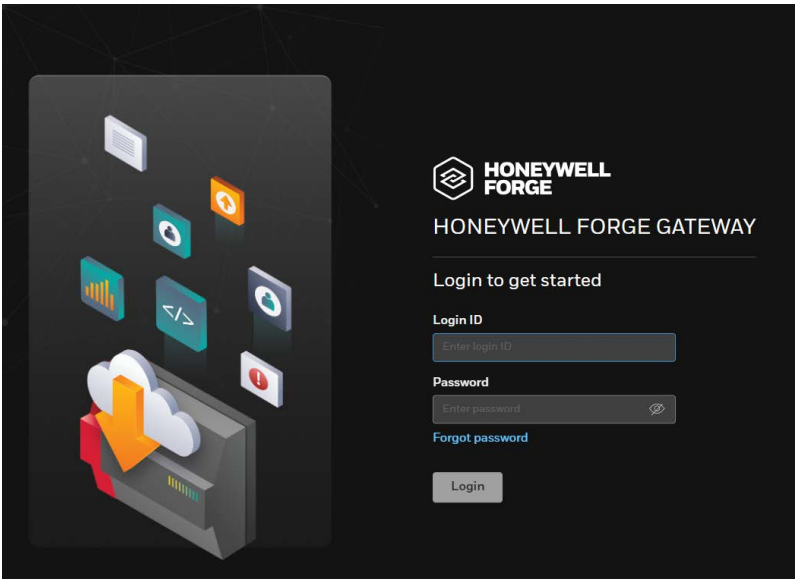 HONEYWELL
FORGE
HONEYWELL FORGE GATEWAY
Login to get started
Login ID
Enter login ID
Password
Enter password
Forgot password
Login
</>
!